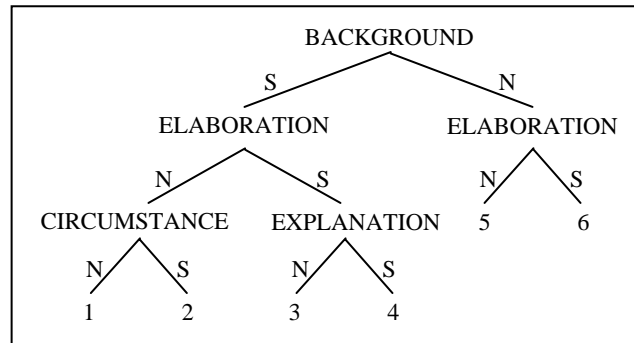 BACKGROUND
S N
ELABORATION ELABORATION
N S N S
CIRCUMSTANCE EXPLANATION 5 6
N S N S
1 2 3 4